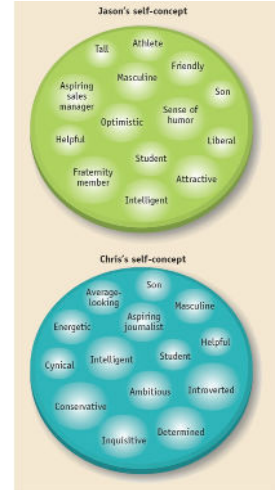 Jason's self-concept
Athlete
Tall
Friendly
Masculine
Aspiring
sales
manager
Son
Sense of
humor
Optimistic
Helpful
Liberal
Student
Fraternity
member
Attractive
Intelligent
Chris's self-concept
Son
Average-
looking
Masculine
Aspiring
journalist
Energetic
Helpful
Student
Intelligent
Cynical
Ambitious
Introverted
Conservative
Determined
Inquisitive